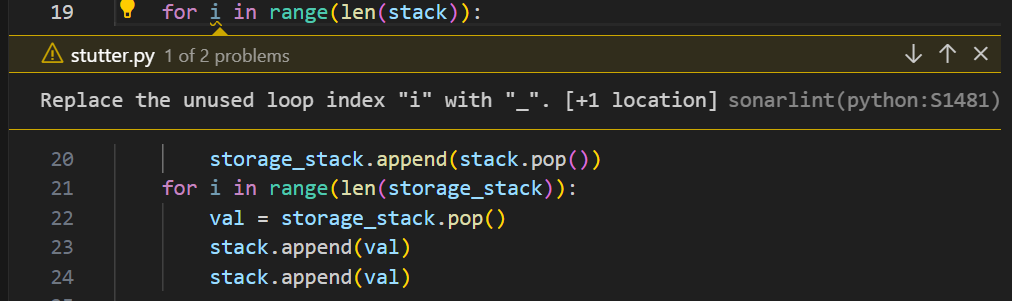 19 for i in range(len(stack)):
stutter.py 1 of 2 problems
Replace the unused loop index "i" with "_". [+1 location] sonarlint(python:S1481)
20 storage_stack.append(stack.pop())
21 for i in range(len(storage_stack)):
22 val = storage_stack.pop()
23 stack.append(val)
24 stack.append(val)